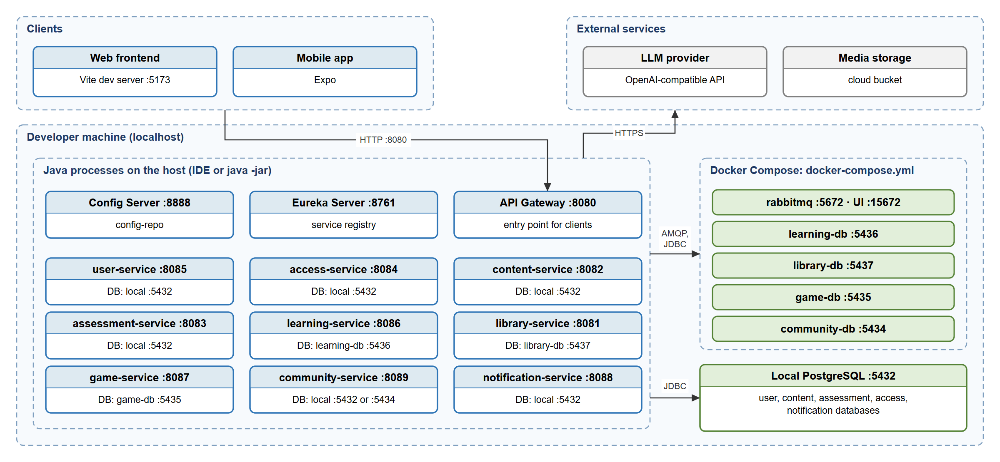 Clients
Web frontend
Vite dev server :5173
Mobile app
Expo
External services
LLM provider
OpenAI-compatible API
Media storage
cloud bucket
Developer machine (localhost)
HTTP :8080
HTTPS
Java processes on the host (IDE or java -jar)
Config Server :8888
config-repo
Eureka Server :8761
service registry
API Gateway :8080
entry point for clients
user-service :8085
DB: local :5432
access-service :8084
DB: local :5432
content-service :8082
DB: local :5432
assessment-service :8083
DB: local :5432
learning-service :8086
DB: learning-db :5436
library-service :8081
DB: library-db :5437
game-service :8087
DB: game-db :5435
community-service :8089
DB: local :5432 or :5434
notification-service :8088
DB: local :5432
AMQP,
JDBC
JDBC
Docker Compose: docker-compose.yml
rabbitmq :5672 · UI :15672
learning-db :5436
library-db :5437
game-db :5435
community-db :5434
Local PostgreSQL :5432
user, content, assessment, access,
notification databases